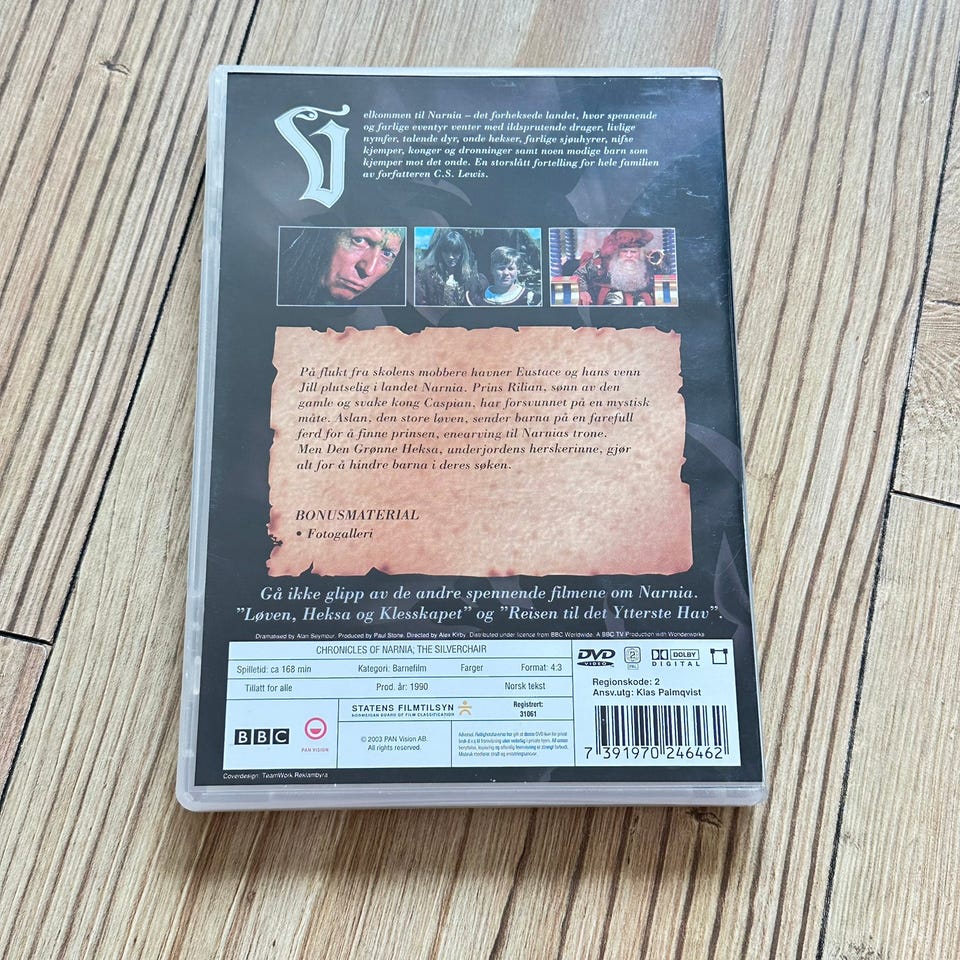 Velkommen til Narnia – det forheksede landet, hvor spennende
og farlige eventyr venter med ildsprutende drager, livlige
nymfer, talende dyr, onde hekser, farlige sjøuhyrer, nifse
kjemper, konger og dronninger samt noen modige barn som
kjemper mot det onde. En storslått fortelling for hele familien
av forfatteren C.S. Lewis.
På flukt fra skolens mobbere havner Eustace og hans venn
Jill plutselig i landet Narnia. Prins Rilian, sønn av den
gamle og svake kong Caspian, har forsvunnet på en mystisk
måte. Aslan, den store løven, sender barna på en farefull
ferd for å finne prinsen, enearving til Narnias trone.
Men Den Grønne Heksa, underjordens herskerinne, gjør
alt for å hindre barna i deres søken.
BONUSMATERIAL
• Fotogalleri
Gå ikke glipp av de andre spennende filmene om Narnia.
"Løven, Heksa og Klesskapet" og "Reisen til det Ytterste Hav".
Dramatised by Alan Seymour. Produced by Paul Stone. Directed by Alex Kirby. Distributed under licence from BBC Worldwide. A BBC TV Production with Wonderworks
CHRONICLES OF NARNIA; THE SILVERCHAIR
Spilletid: ca 168 min Kategori: Barnefilm Farger Format: 4:3
Tillatt for alle Prod. år: 1990 Norsk tekst
STATENS FILMTILSYN
NORWEGIAN BOARD OF FILM CLASSIFICATION
Registrert:
31061
BBC
PAN VISION
© 2003 PAN Vision AB.
All rights reserved.
DVD
VIDEO
2
PAL
DOLBY
DIGITAL
Regionskode: 2
Ansv.utg: Klas Palmqvist
7 391970 246462
Coverdesign: TeamWork Reklambyra